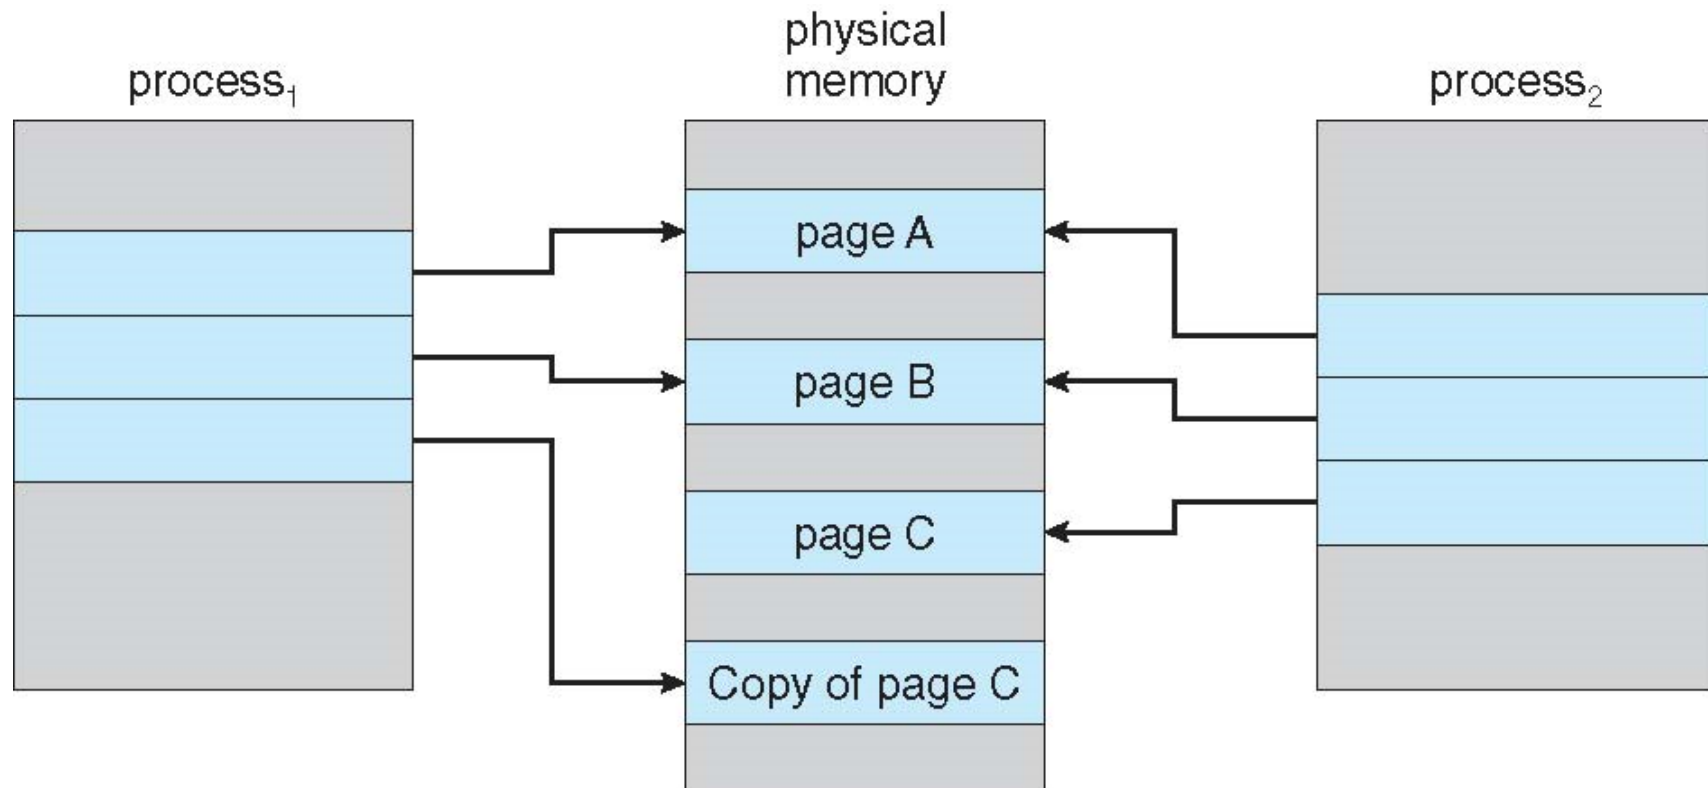 process₁
physical
memory
process₂
page A
page B
page C
Copy of page C